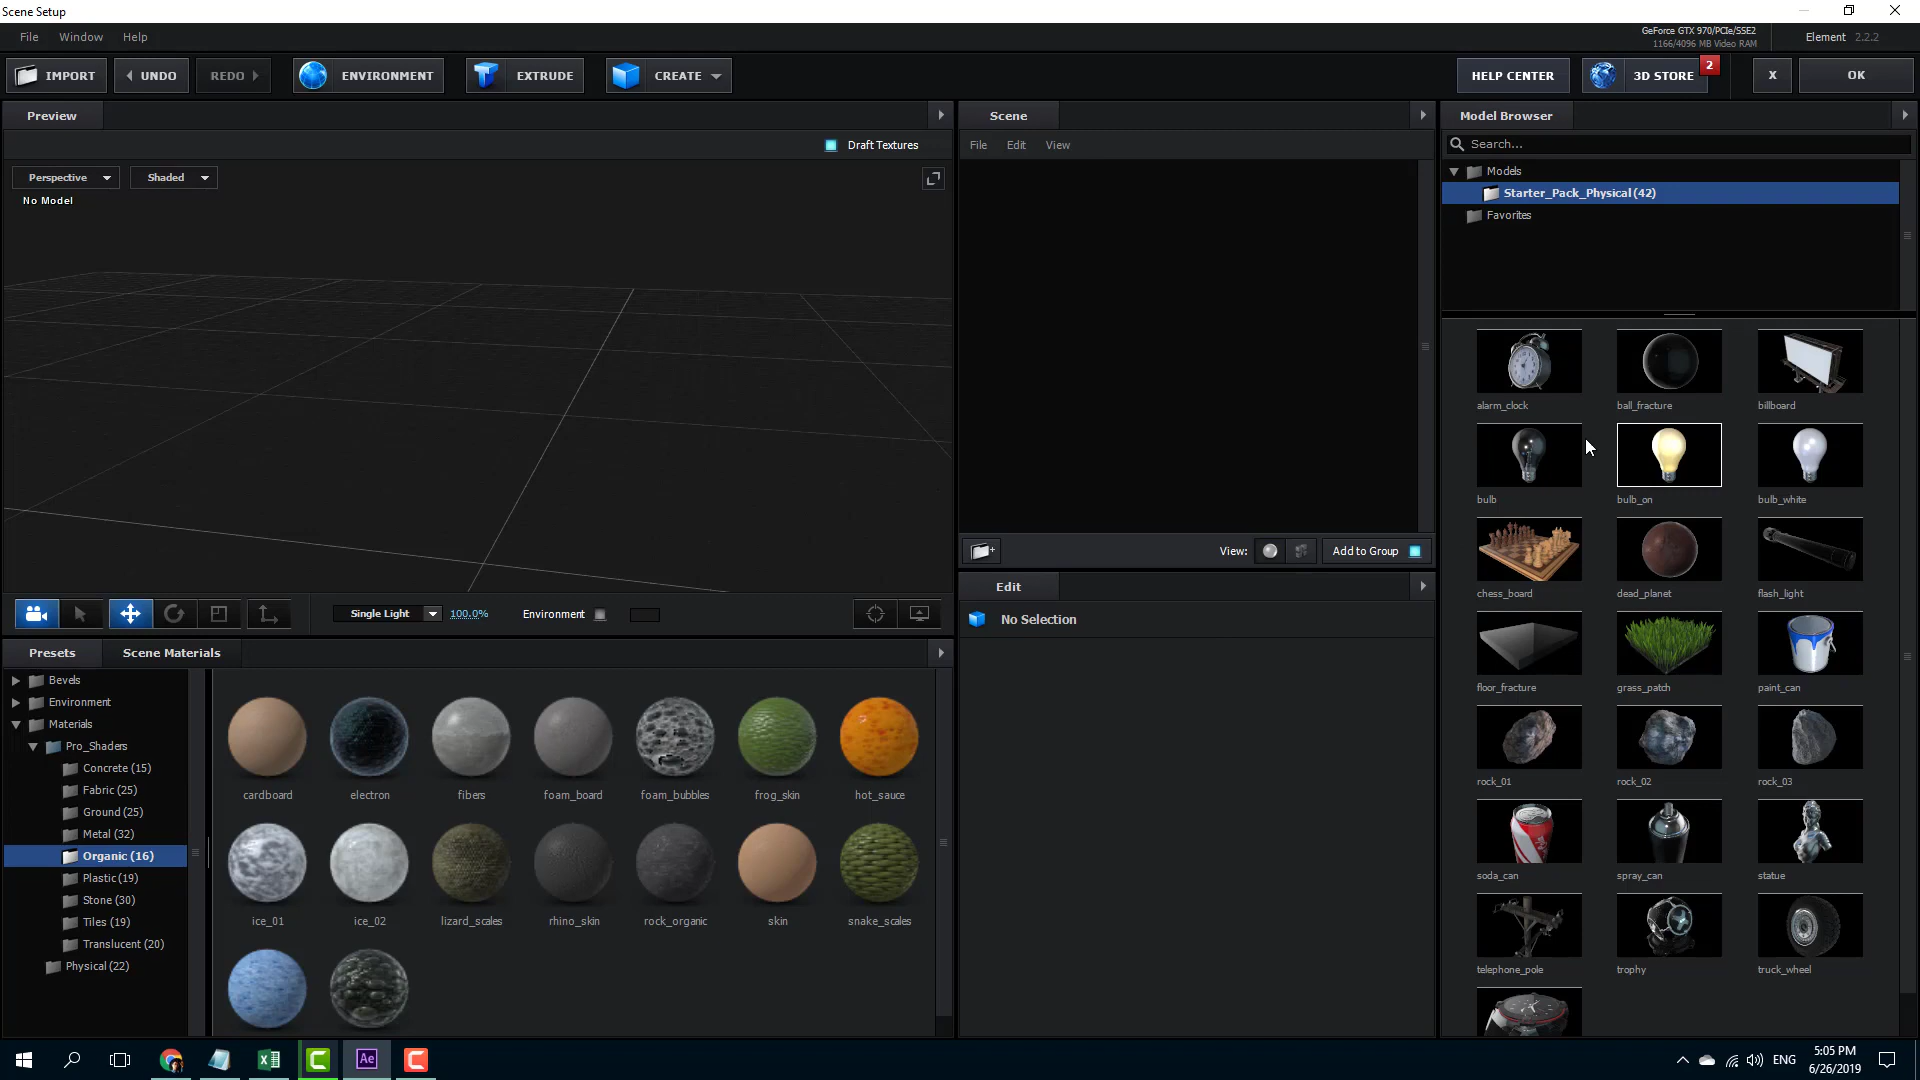 Scene Setup
File Window Help
GeForce GTX 970/PCIe/SSE2
1166/4096 MB Video RAM
Element 2.2.2
IMPORT UNDO REDO ENVIRONMENT EXTRUDE CREATE HELP CENTER 3D STORE 2 X OK
Preview
Draft Textures
Perspective Shaded
No Model
Single Light 100.0% Environment
Scene
File Edit View
View: Add to Group
Edit
No Selection
Model Browser
Search...
Models
Starter_Pack_Physical (42)
Favorites
alarm_clock ball_fracture billboard
bulb bulb_on bulb_white
chess_board dead_planet flash_light
floor_fracture grass_patch paint_can
rock_01 rock_02 rock_03
soda_can spray_can statue
telephone_pole trophy truck_wheel
Presets Scene Materials
Bevels
Environment
Materials
Pro_Shaders
Concrete (15)
Fabric (25)
Ground (25)
Metal (32)
Organic (16)
Plastic (19)
Stone (30)
Tiles (19)
Translucent (20)
Physical (22)
cardboard electron fibers foam_board foam_bubbles frog_skin hot_sauce
ice_01 ice_02 lizard_scales rhino_skin rock_organic skin snake_scales
Ae
ENG
5:05 PM
6/26/2019